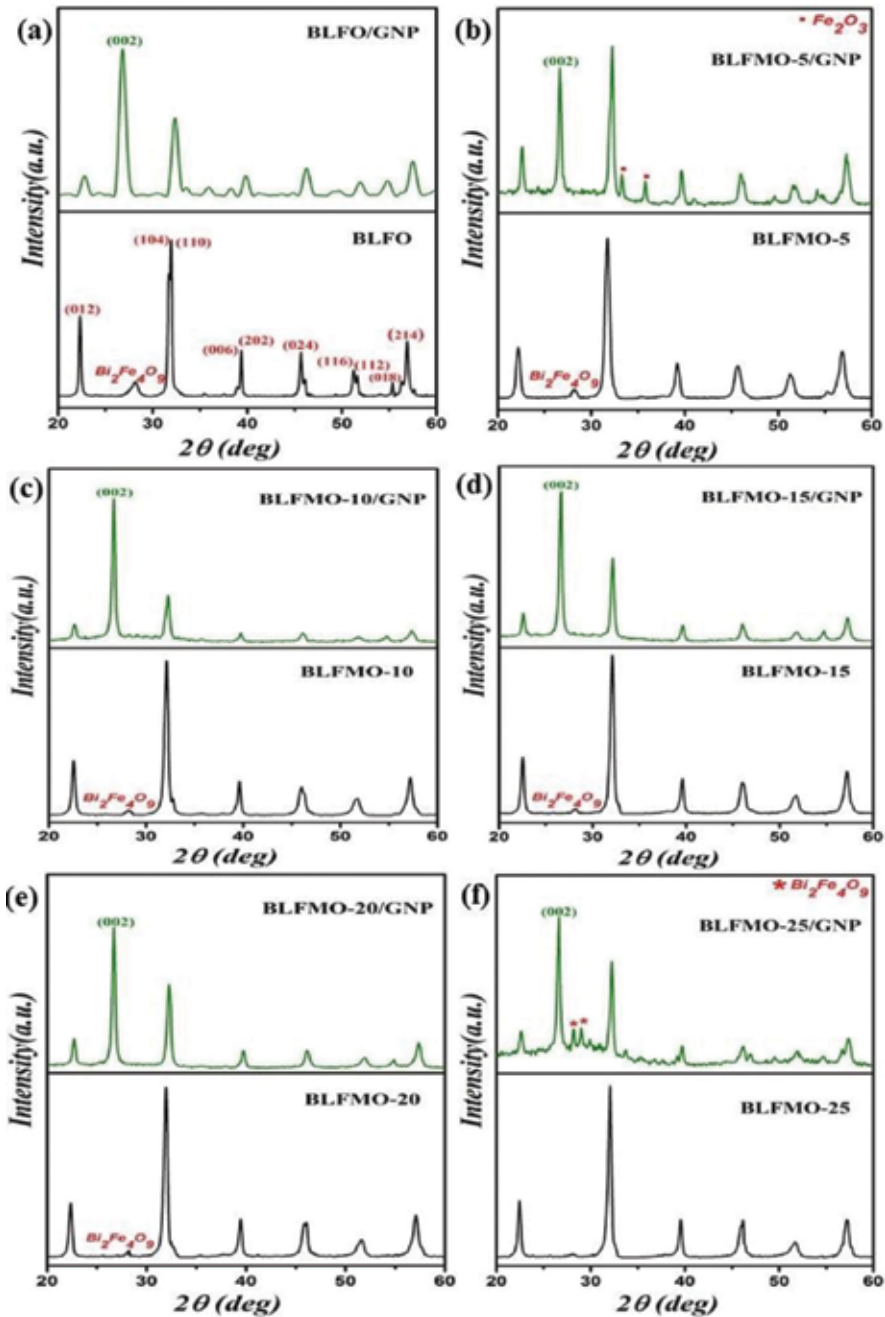 (a)
(002)
BLFO/GNP
BLFO
(104)
(110)
(012)
(006)
(202)
(024)
(116)
(112)
(018)
(214)
Bi2Fe4O9
Intensity(a.u.)
20 30 40 50 60
2θ (deg)
(b)
• Fe2O3
(002)
BLFMO-5/GNP
BLFMO-5
Bi2Fe4O9
Intensity(a.u.)
20 30 40 50 60
2θ (deg)
(c)
(002)
BLFMO-10/GNP
BLFMO-10
Bi2Fe4O9
Intensity(a.u.)
20 30 40 50 60
2θ (deg)
(d)
(002)
BLFMO-15/GNP
BLFMO-15
Bi2Fe4O9
Intensity(a.u.)
20 30 40 50 60
2θ (deg)
(e)
(002)
BLFMO-20/GNP
BLFMO-20
Bi2Fe4O9
Intensity(a.u.)
20 30 40 50 60
2θ (deg)
(f)
* Bi2Fe4O9
(002)
BLFMO-25/GNP
* *
BLFMO-25
Intensity(a.u.)
20 30 40 50 60
2θ (deg)